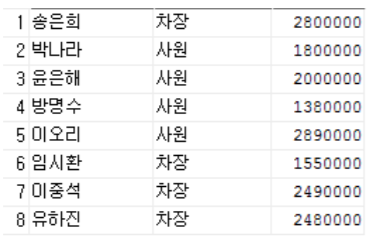 1 송은희 차장 2800000
2 박나라 사원 1800000
3 윤은해 사원 2000000
4 방명수 사원 1380000
5 이오리 사원 2890000
6 임시환 차장 1550000
7 이중석 차장 2490000
8 유하진 차장 2480000